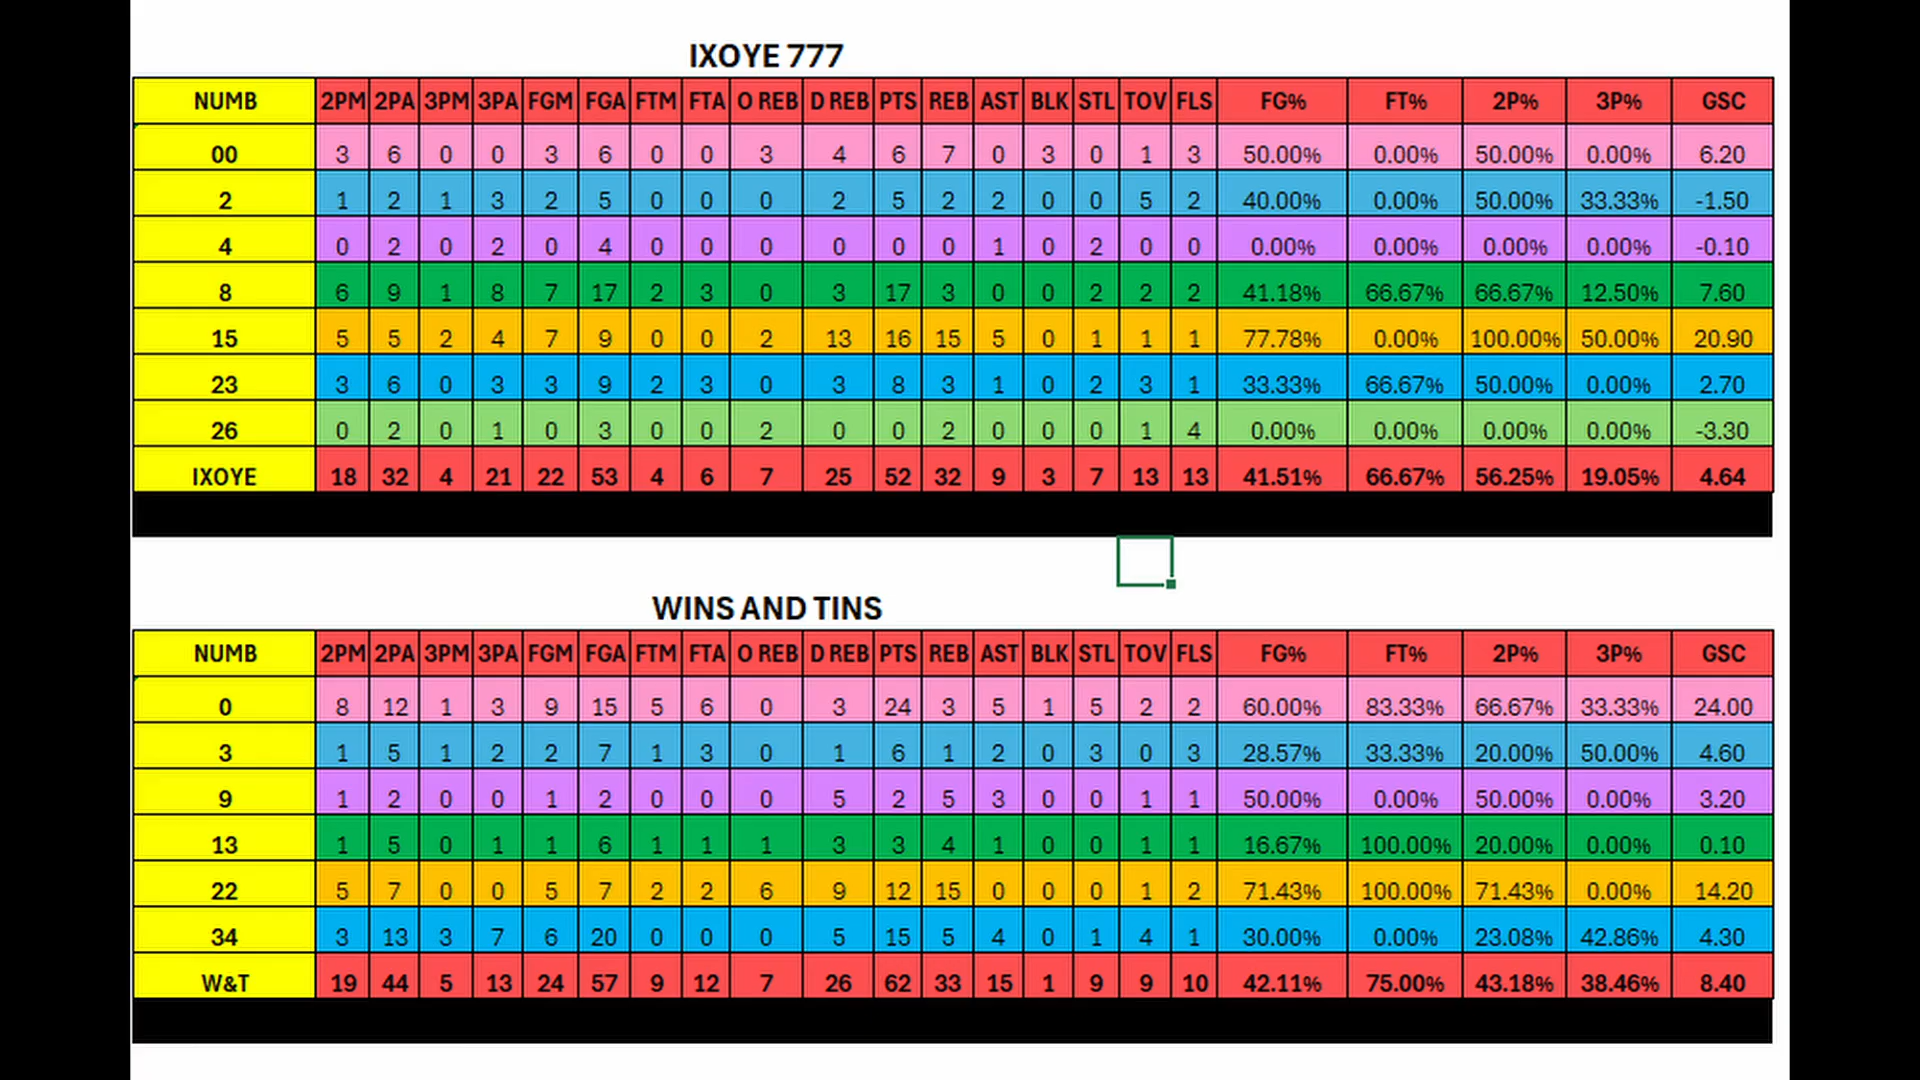 IXOYE 777
NUMB 2PM 2PA 3PM 3PA FGM FGA FTM FTA O REB D REB PTS REB AST BLK STL TOV FLS FG% FT% 2P% 3P% GSC
00 3 6 0 0 3 6 0 0 3 4 6 7 0 3 0 1 3 50.00% 0.00% 50.00% 0.00% 6.20
2 1 2 1 3 2 5 0 0 0 2 5 2 2 0 0 5 2 40.00% 0.00% 50.00% 33.33% -1.50
4 0 2 0 2 0 4 0 0 0 0 0 0 1 0 2 0 0 0.00% 0.00% 0.00% 0.00% -0.10
8 6 9 1 8 7 17 2 3 0 3 17 3 0 0 2 2 2 41.18% 66.67% 66.67% 12.50% 7.60
15 5 5 2 4 7 9 0 0 2 13 16 15 5 0 1 1 1 77.78% 0.00% 100.00% 50.00% 20.90
23 3 6 0 3 3 9 2 3 0 3 8 3 1 0 2 3 1 33.33% 66.67% 50.00% 0.00% 2.70
26 0 2 0 1 0 3 0 0 2 0 0 2 0 0 0 1 4 0.00% 0.00% 0.00% 0.00% -3.30
IXOYE 18 32 4 21 22 53 4 6 7 25 52 32 9 3 7 13 13 41.51% 66.67% 56.25% 19.05% 4.64
WINS AND TINS
NUMB 2PM 2PA 3PM 3PA FGM FGA FTM FTA O REB D REB PTS REB AST BLK STL TOV FLS FG% FT% 2P% 3P% GSC
0 8 12 1 3 9 15 5 6 0 3 24 3 5 1 5 2 2 60.00% 83.33% 66.67% 33.33% 24.00
3 1 5 1 2 2 7 1 3 0 1 6 1 2 0 3 0 3 28.57% 33.33% 20.00% 50.00% 4.60
9 1 2 0 0 1 2 0 0 0 5 2 5 3 0 0 1 1 50.00% 0.00% 50.00% 0.00% 3.20
13 1 5 0 1 1 6 1 1 1 3 3 4 1 0 0 1 1 16.67% 100.00% 20.00% 0.00% 0.10
22 5 7 0 0 5 7 2 2 6 9 12 15 0 0 0 1 2 71.43% 100.00% 71.43% 0.00% 14.20
34 3 13 3 7 6 20 0 0 0 5 15 5 4 0 1 4 1 30.00% 0.00% 23.08% 42.86% 4.30
W&T 19 44 5 13 24 57 9 12 7 26 62 33 15 1 9 9 10 42.11% 75.00% 43.18% 38.46% 8.40